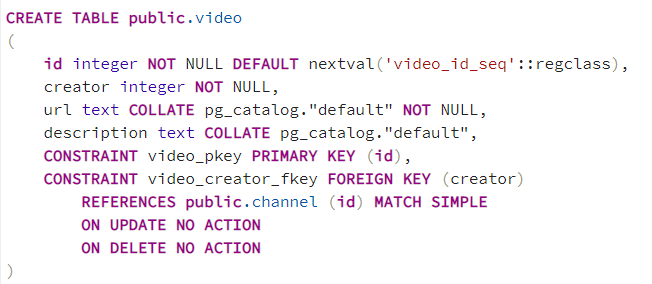 CREATE TABLE public.video
(
    id integer NOT NULL DEFAULT nextval('video_id_seq'::regclass),
    creator integer NOT NULL,
    url text COLLATE pg_catalog."default" NOT NULL,
    description text COLLATE pg_catalog."default",
    CONSTRAINT video_pkey PRIMARY KEY (id),
    CONSTRAINT video_creator_fkey FOREIGN KEY (creator)
        REFERENCES public.channel (id) MATCH SIMPLE
        ON UPDATE NO ACTION
        ON DELETE NO ACTION
)